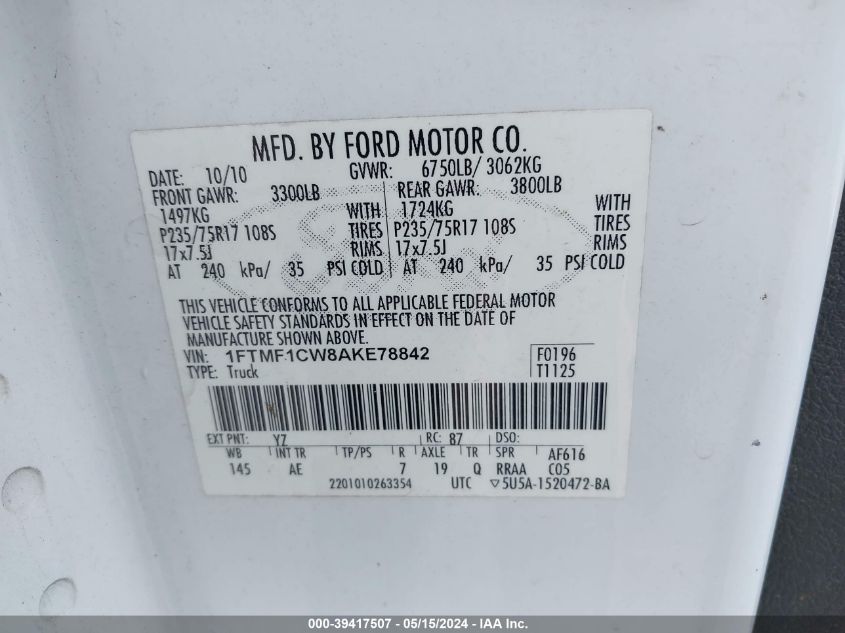 MFD. BY FORD MOTOR CO.
DATE: 10/10 GVWR: 6750LB/ 3062KG
FRONT GAWR: 3300LB REAR GAWR: 3800LB
1497KG WITH 1724KG WITH
P235/75R17 108S TIRES P235/75R17 108S TIRES
17x7.5J RIMS 17x7.5J RIMS
AT 240 kPa/ 35 PSI COLD AT 240 kPa/ 35 PSI COLD
THIS VEHICLE CONFORMS TO ALL APPLICABLE FEDERAL MOTOR
VEHICLE SAFETY STANDARDS IN EFFECT ON THE DATE OF
MANUFACTURE SHOWN ABOVE.
VIN: 1FTMF1CW8AKE78842 F0196
TYPE: Truck T1125
EXT PNT: YZ RC: 87 DSO:
WB INT TR TP/PS R AXLE TR SPR AF616
145 AE 7 19 Q RRAA C05
2201010263354 UTC ▽5U5A-1520472-BA
000-39417507 - 05/15/2024 - IAA Inc.